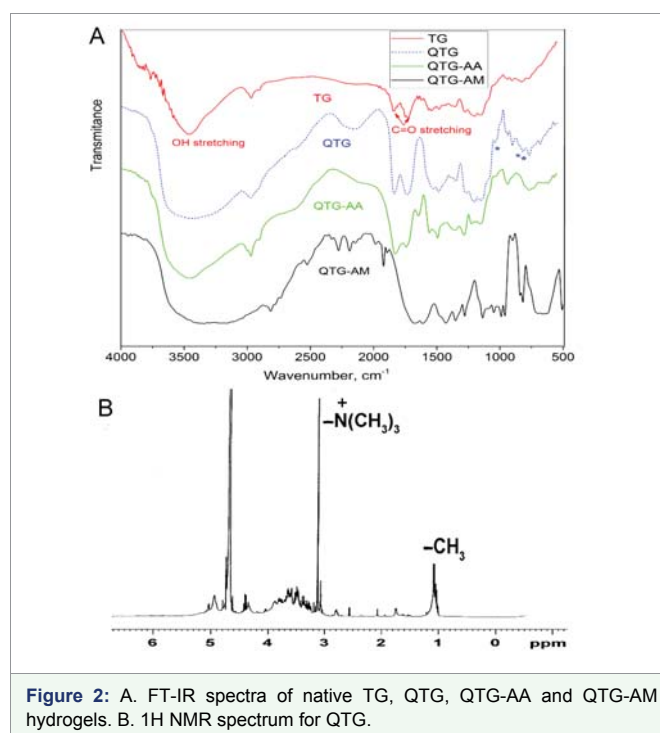 A
TG
QTG
QTG-AA
QTG-AM
TG
C=O stretching
OH stretching
QTG
QTG-AA
QTG-AM
Transmitance
4000 3500 3000 2500 2000 1500 1000 500
Wavenumber, cm-1
B
+
–N(CH3)3
–CH3
6 5 4 3 2 1 0 ppm
Figure 2: A. FT-IR spectra of native TG, QTG, QTG-AA and QTG-AM
hydrogels. B. 1H NMR spectrum for QTG.